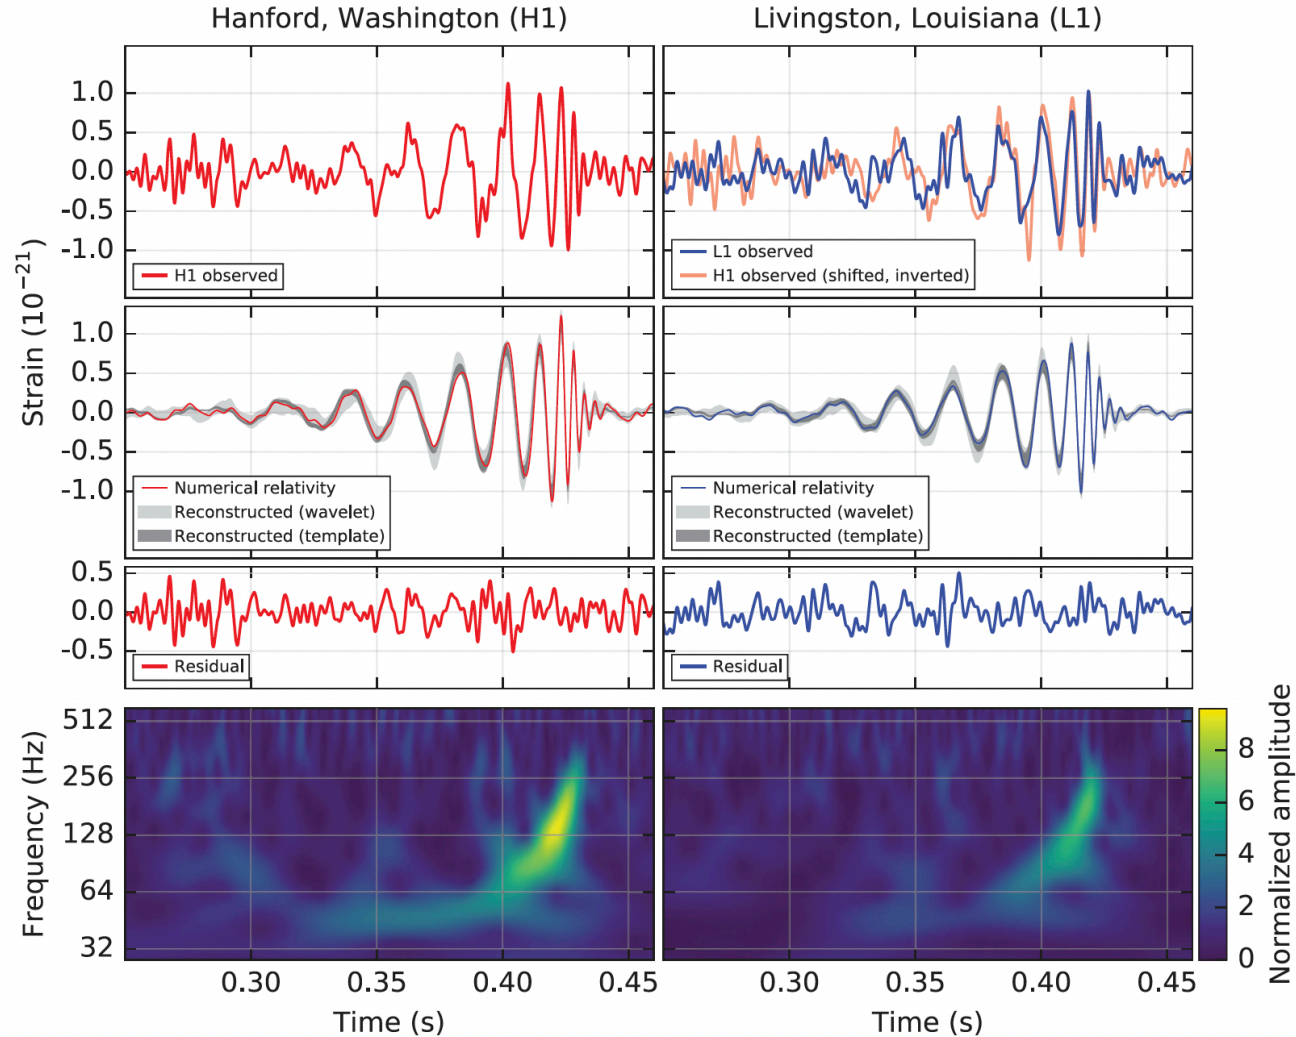 Hanford, Washington (H1)
Livingston, Louisiana (L1)
Strain (10⁻²¹)
1.0
0.5
0.0
-0.5
-1.0
H1 observed
L1 observed
H1 observed (shifted, inverted)
1.0
0.5
0.0
-0.5
-1.0
Numerical relativity
Reconstructed (wavelet)
Reconstructed (template)
Numerical relativity
Reconstructed (wavelet)
Reconstructed (template)
0.5
0.0
-0.5
Residual
Residual
Frequency (Hz)
512
256
128
64
32
8
6
4
2
0
Normalized amplitude
0.30 0.35 0.40 0.45
0.30 0.35 0.40 0.45
Time (s)
Time (s)